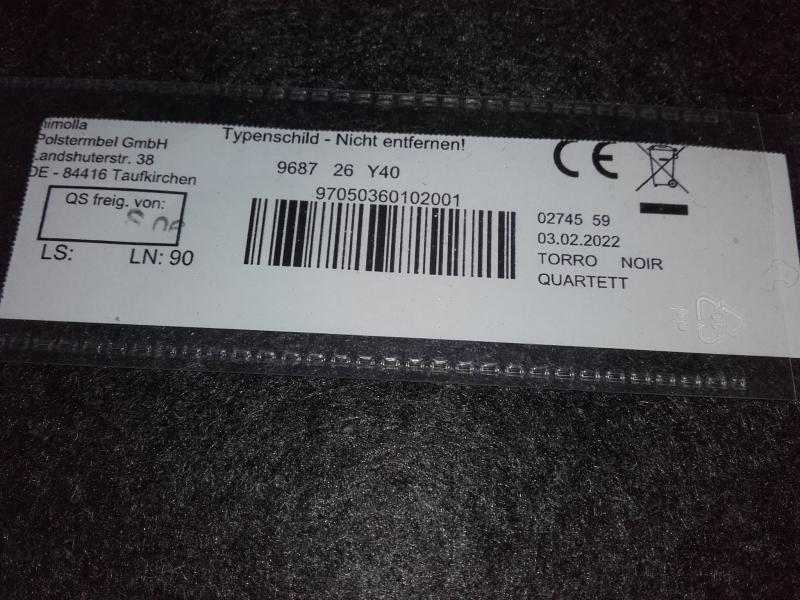 himolla
Polstermbel GmbH
Landshuterstr. 38
DE - 84416 Taufkirchen
QS freig. von:
LS: LN: 90
Typenschild - Nicht entfernen!
9687 26 Y40
97050360102001
CE
02745 59
03.02.2022
TORRO NOIR
QUARTETT